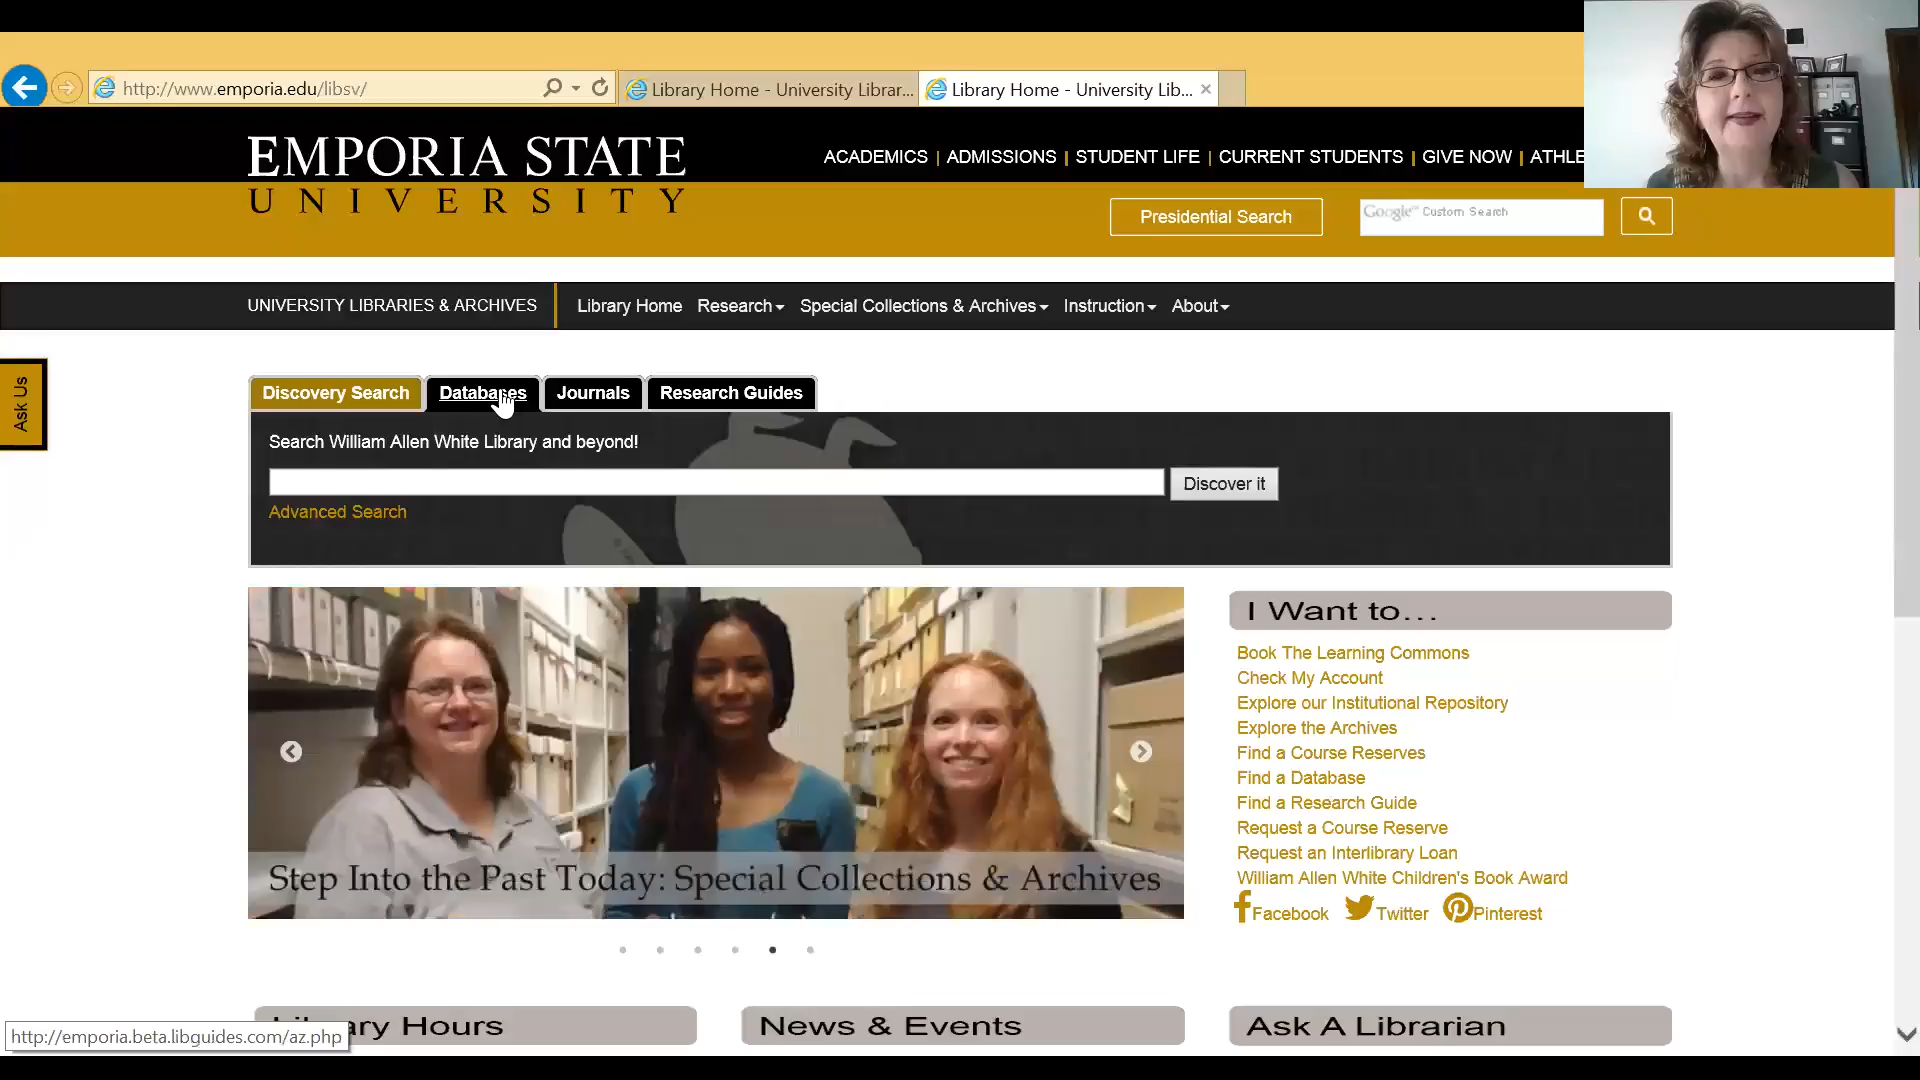 http://www.emporia.edu/libsv/
Library Home - University Librar...
Library Home - University Lib...
EMPORIA STATE
UNIVERSITY
ACADEMICS | ADMISSIONS | STUDENT LIFE | CURRENT STUDENTS | GIVE NOW | ATHLE
Presidential Search
Google™ Custom Search
UNIVERSITY LIBRARIES & ARCHIVES
Library Home Research Special Collections & Archives Instruction About
Ask Us
Discovery Search Databases Journals Research Guides
Search William Allen White Library and beyond!
Discover it
Advanced Search
Step Into the Past Today: Special Collections & Archives
I Want to...
Book The Learning Commons
Check My Account
Explore our Institutional Repository
Explore the Archives
Find a Course Reserves
Find a Database
Find a Research Guide
Request a Course Reserve
Request an Interlibrary Loan
William Allen White Children's Book Award
Facebook Twitter Pinterest
Hours
News & Events
Ask A Librarian
http://emporia.beta.libguides.com/az.php